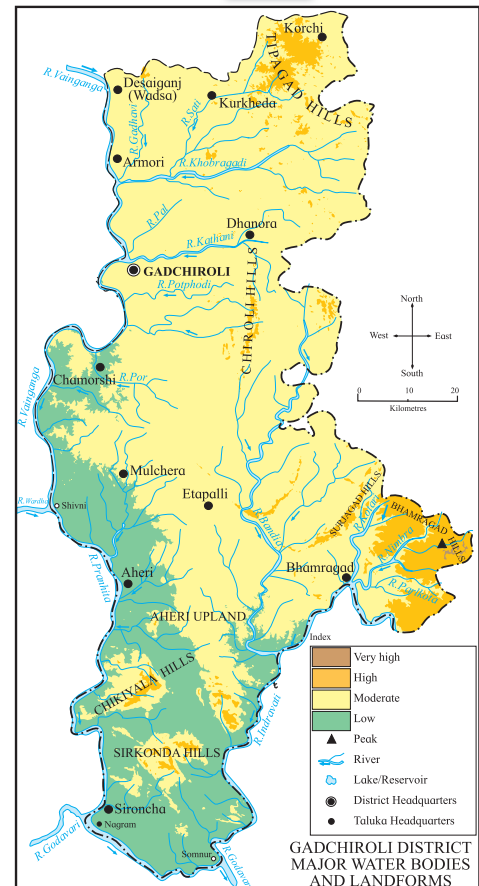 Korchi
TIPAGAD HILLS
R.Vainganga
Desaiganj
(Wadsa)
Kurkheda
R.Gadhavi
R.Sati
Armori
R.Khobragadi
R.Pal
Dhanora
R.Kathani
GADCHIROLI
R.Potphodi
CHIROLI HILLS
North
West
East
South
0 10 20
Kilometres
R.Vainganga
Chamorshi
R.Por
Mulchera
Etapalli
R.Wardha
Shivni
R.Bandia
SURJAGAD HILLS
BHAMRAGAD HILLS
R.Nimbra
R.Pranhita
Aheri
Bhamragad
R.Parlkota
AHERI UPLAND
CHIKIYALA HILLS
R.Indravati
SIRKONDA HILLS
Sironcha
Nagram
R.Godavari
Somnur
R.Godavari
Index
Very high
High
Moderate
Low
Peak
River
Lake/Reservoir
District Headquarters
Taluka Headquarters
GADCHIROLI DISTRICT
MAJOR WATER BODIES
AND LANDFORMS